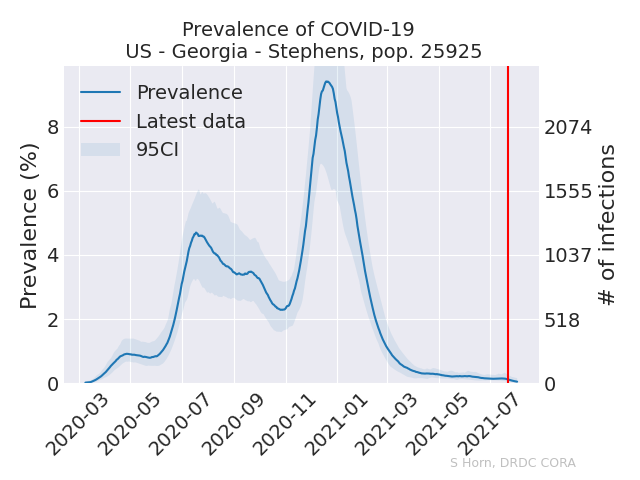 Prevalence of COVID-19
US - Georgia - Stephens, pop. 25925
Prevalence
Latest data
95CI
Prevalence (%)
8
6
4
2
0
# of infections
2074
1555
1037
518
0
2020-03
2020-05
2020-07
2020-09
2020-11
2021-01
2021-03
2021-05
2021-07
S Horn, DRDC CORA